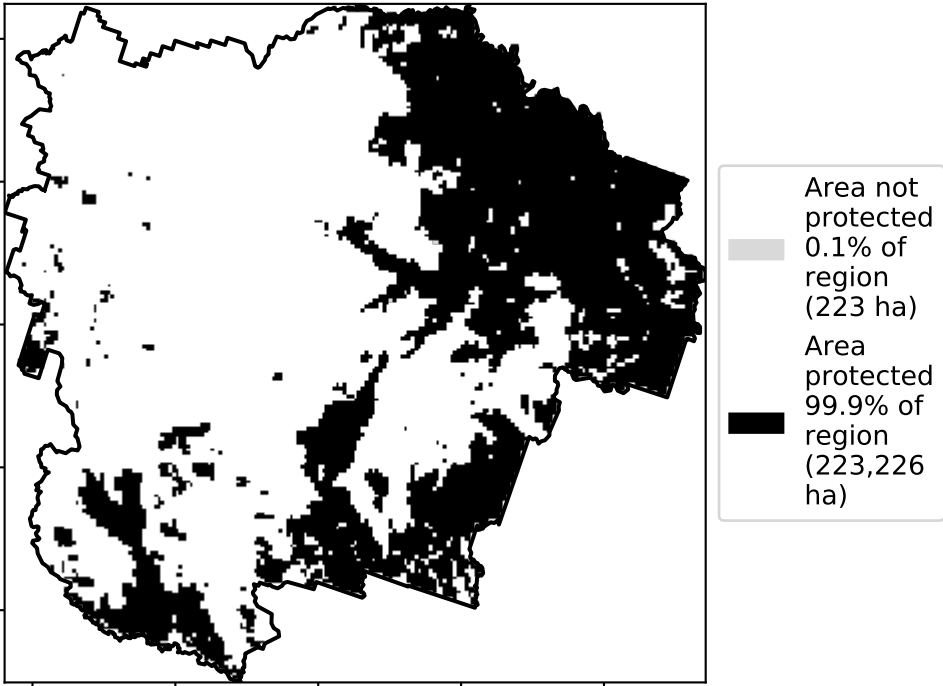 Area not
protected
0.1% of
region
(223 ha)
Area
protected
99.9% of
region
(223,226
ha)